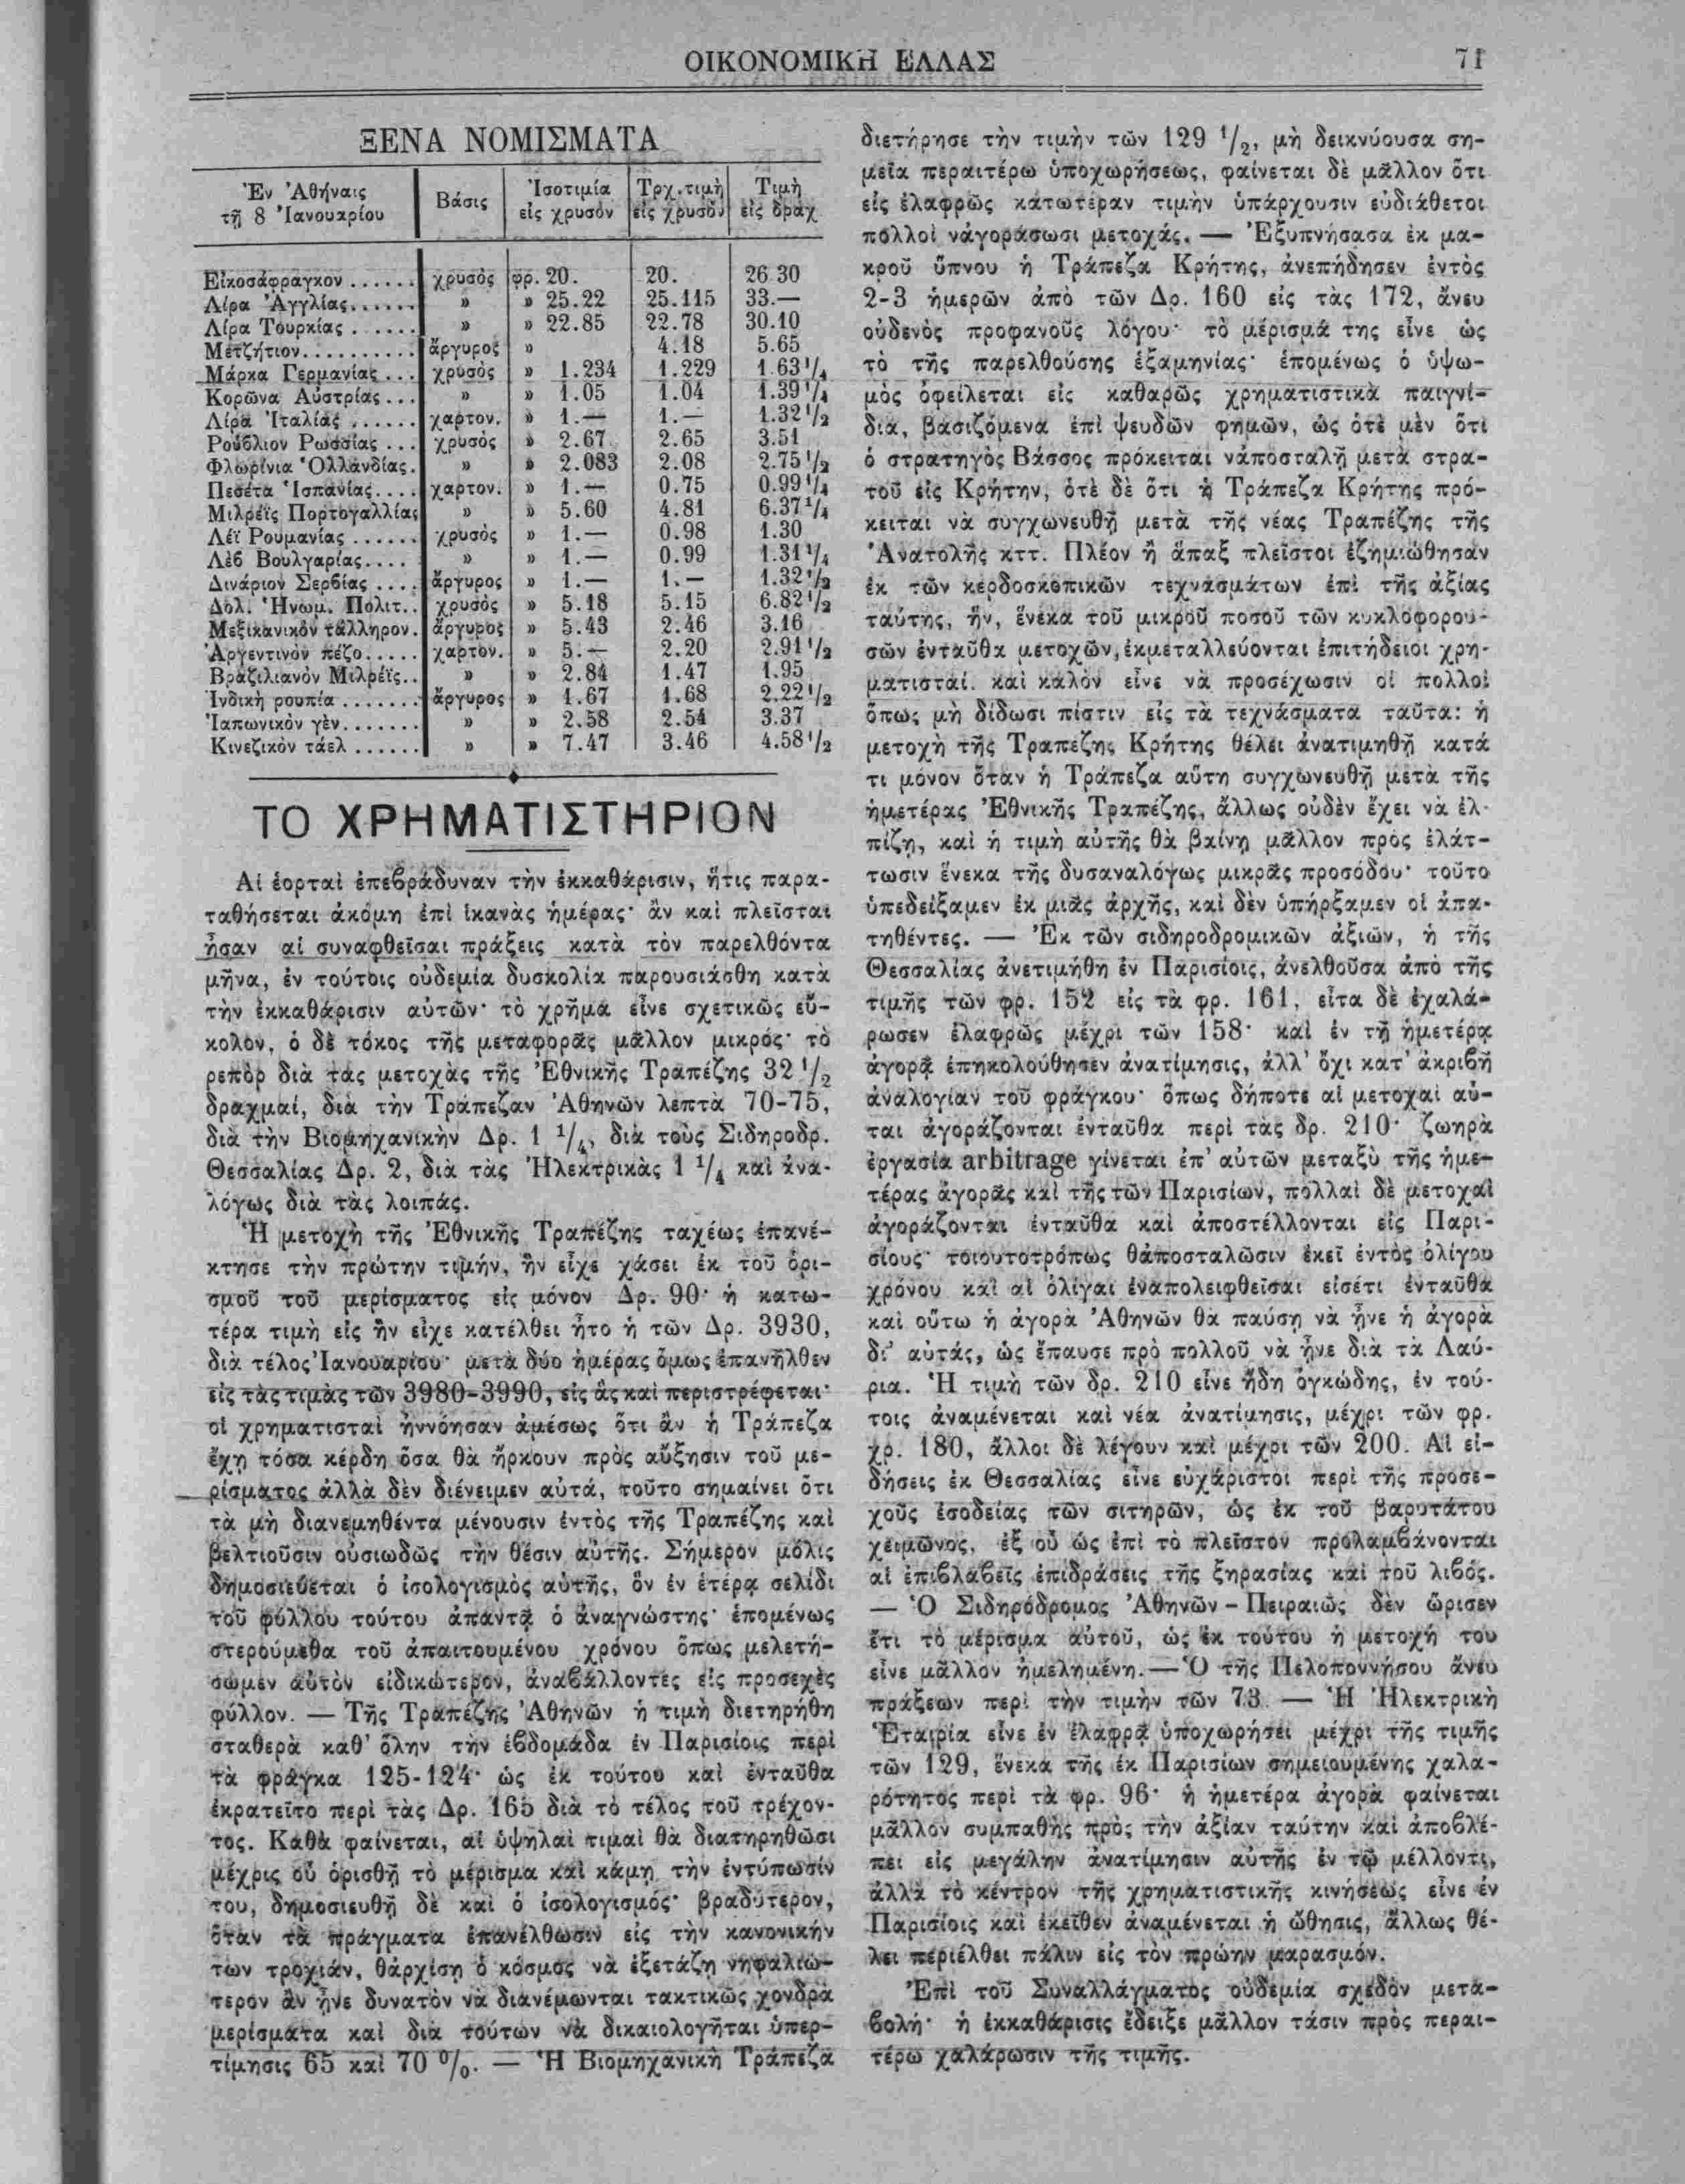 ΟΙΚΟΝΟΜΙΚΗ ΕΛΛΑΣ 71
ΞΕΝΑ ΝΟΜΙΣΜΑΤΑ
Ἐν Ἀθήναις τῇ 8 Ἰανουαρίου | Βάσις | Ἰσοτιμία εἰς χρυσόν | Τρχ. τιμὴ εἰς χρυσὸν | Τιμὴ εἰς δραχ
Εἰκοσάφραγκον ...... χρυσὸς φρ. 20. 20. 26 30
Λίρα Ἀγγλίας...... » » 25.22 25.115 33.—
Λίρα Τουρκίας ...... » » 22.85 22.78 30.10
Μετζήτιον.......... ἄργυρος » 4.18 5.65
Μάρκα Γερμανίας ... χρυσὸς » 1.234 1.229 1.63 1/4
Κορῶνα Αὐστρίας... » » 1.05 1.04 1.39 1/4
Λίρα Ἰταλίας ...... χαρτον. » 1.— 1.— 1.32 1/2
Ρούβλιον Ρωσσίας ... χρυσὸς » 2.67 2.65 3.51
Φλωρίνια Ὁλλανδίας. » » 2.083 2.08 2.75 1/2
Πεσέτα Ἰσπανίας.... χαρτον. » 1.— 0.75 0.99 1/4
Μιλρέϊς Πορτογαλλίας » » 5.60 4.81 6.37 1/4
Λέϊ Ρουμανίας ...... χρυσὸς » 1.— 0.98 1.30
Λὲβ Βουλγαρίας.... » » 1.— 0.99 1.31 1/4
Δινάριον Σερβίας .... ἄργυρος » 1.— 1.— 1.32 1/2
Δολ. Ἡνωμ. Πολιτ.. χρυσὸς » 5.18 5.15 6.82 1/2
Μεξικανικὸν τάλληρον. ἄργυρος » 5.43 2.46 3.16
Ἀργεντινὸν πέζο..... χαρτον. » 5.— 2.20 2.91 1/2
Βραζιλιανὸν Μιλρέϊς.. » » 2.84 1.47 1.95
Ἰνδικὴ ρουπία ....... ἄργυρος » 1.67 1.68 2.22 1/2
Ἰαπωνικὸν γὲν....... » » 2.58 2.54 3.37
Κινεζικὸν τάελ ...... » » 7.47 3.46 4.58 1/2
ΤΟ ΧΡΗΜΑΤΙΣΤΗΡΙΟΝ
Αἱ ἑορταὶ ἐπεβράδυναν τὴν ἐκκαθάρισιν, ἥτις παρα-
ταθήσεται ἀκόμη ἐπὶ ἱκανὰς ἡμέρας· ἂν καὶ πλεῖσται
ἦσαν αἱ συναφθεῖσαι πράξεις κατὰ τὸν παρελθόντα
μῆνα, ἐν τούτοις οὐδεμία δυσκολία παρουσιάσθη κατὰ
τὴν ἐκκαθάρισιν αὐτῶν· τὸ χρῆμα εἶνε σχετικῶς εὔ-
κολον, ὁ δὲ τόκος τῆς μεταφορᾶς μᾶλλον μικρός· τὸ
ρεπὸρ διὰ τὰς μετοχὰς τῆς Ἐθνικῆς Τραπέζης 32 1/2
δραχμαί, διὰ τὴν Τράπεζαν Ἀθηνῶν λεπτὰ 70-75,
διὰ τὴν Βιομηχανικὴν Δρ. 1 1/4, διὰ τοὺς Σιδηροδρ.
Θεσσαλίας Δρ. 2, διὰ τὰς Ἠλεκτρικὰς 1 1/4 καὶ ἀνα-
λόγως διὰ τὰς λοιπάς.
Ἡ μετοχὴ τῆς Ἐθνικῆς Τραπέζης ταχέως ἐπανέ-
κτησε τὴν πρώτην τιμήν, ἣν εἶχε χάσει ἐκ τοῦ ὁρι-
σμοῦ τοῦ μερίσματος εἰς μόνον Δρ. 90· ἡ κατω-
τέρα τιμὴ εἰς ἣν εἶχε κατέλθει ἦτο ἡ τῶν Δρ. 3930,
διὰ τέλος Ἰανουαρίου· μετὰ δύο ἡμέρας ὅμως ἐπανῆλθεν
εἰς τὰς τιμὰς τῶν 3980-3990, εἰς ἃς καὶ περιστρέφεται·
οἱ χρηματισταὶ ἠννόησαν ἀμέσως ὅτι ἂν ἡ Τράπεζα
ἔχῃ τόσα κέρδη ὅσα θὰ ἤρκουν πρὸς αὔξησιν τοῦ με-
ρίσματος ἀλλὰ δὲν διένειμεν αὐτά, τοῦτο σημαίνει ὅτι
τὰ μὴ διανεμηθέντα μένουσιν ἐντὸς τῆς Τραπέζης καὶ
βελτιοῦσιν οὐσιωδῶς τὴν θέσιν αὐτῆς. Σήμερον μόλις
δημοσιεύεται ὁ ἰσολογισμὸς αὐτῆς, ὃν ἐν ἑτέρᾳ σελίδι
τοῦ φύλλου τούτου ἀπαντᾷ ὁ ἀναγνώστης· ἑπομένως
στερούμεθα τοῦ ἀπαιτουμένου χρόνου ὅπως μελετή-
σωμεν αὐτὸν εἰδικώτερον, ἀναβάλλοντες εἰς προσεχὲς
φύλλον. — Τῆς Τραπέζης Ἀθηνῶν ἡ τιμὴ διετηρήθη
σταθερὰ καθ' ὅλην τὴν ἑβδομάδα ἐν Παρισίοις περὶ
τὰ φράγκα 125-124· ὡς ἐκ τούτου καὶ ἐνταῦθα
ἐκρατεῖτο περὶ τὰς Δρ. 165 διὰ τὸ τέλος τοῦ τρέχον-
τος. Καθὰ φαίνεται, αἱ ὑψηλαὶ τιμαὶ θὰ διατηρηθῶσι
μέχρις οὗ ὁρισθῇ τὸ μέρισμα καὶ κάμῃ τὴν ἐντύπωσίν
του, δημοσιευθῇ δὲ καὶ ὁ ἰσολογισμός· βραδύτερον,
ὅταν τὰ πράγματα ἐπανέλθωσιν εἰς τὴν κανονικήν
των τροχιάν, θἀρχίσῃ ὁ κόσμος νὰ ἐξετάζῃ νηφαλιώ-
τερον ἂν ἦνε δυνατὸν νὰ διανέμωνται τακτικῶς χονδρὰ
μερίσματα καὶ διὰ τούτων νὰ δικαιολογῆται ὑπερ-
τίμησις 65 καὶ 70 %. — Ἡ Βιομηχανικὴ Τράπεζα
διετήρησε τὴν τιμὴν τῶν 129 1/2, μὴ δεικνύουσα ση-
μεῖα περαιτέρω ὑποχωρήσεως, φαίνεται δὲ μᾶλλον ὅτι
εἰς ἐλαφρῶς κάτωτέραν τιμὴν ὑπάρχουσιν εὐδιάθετοι
πολλοὶ νἀγοράσωσι μετοχάς. — Ἐξυπνήσασα ἐκ μα-
κροῦ ὕπνου ἡ Τράπεζα Κρήτης, ἀνεπήδησεν ἐντὸς
2-3 ἡμερῶν ἀπὸ τῶν Δρ. 160 εἰς τὰς 172, ἄνευ
οὐδενὸς προφανοῦς λόγου· τὸ μέρισμά της εἶνε ὡς
τὸ τῆς παρελθούσης ἑξαμηνίας· ἑπομένως ὁ ὑψω-
μὸς ὀφείλεται εἰς καθαρῶς χρηματιστικὰ παιγνί-
δια, βασιζόμενα ἐπὶ ψευδῶν φημῶν, ὡς ὁτὲ μὲν ὅτι
ὁ στρατηγὸς Βάσσος πρόκειται νἀποσταλῇ μετὰ στρα-
τοῦ εἰς Κρήτην, ὁτὲ δὲ ὅτι ἡ Τράπεζα Κρήτης πρό-
κειται νὰ συγχωνευθῇ μετὰ τῆς νέας Τραπέζης τῆς
Ἀνατολῆς κττ. Πλέον ἢ ἅπαξ πλεῖστοι ἐζημιώθησαν
ἐκ τῶν κερδοσκοπικῶν τεχνασμάτων ἐπὶ τῆς ἀξίας
ταύτης, ἥν, ἕνεκα τοῦ μικροῦ ποσοῦ τῶν κυκλοφορου-
σῶν ἐνταῦθα μετοχῶν, ἐκμεταλλεύονται ἐπιτήδειοι χρη-
ματισταί. καὶ καλὸν εἶνε νὰ προσέχωσιν οἱ πολλοὶ
ὅπως μὴ δίδωσι πίστιν εἰς τὰ τεχνάσματα ταῦτα: ἡ
μετοχὴ τῆς Τραπέζης Κρήτης θέλει ἀνατιμηθῆ κατά
τι μόνον ὅταν ἡ Τράπεζα αὕτη συγχωνευθῇ μετὰ τῆς
ἡμετέρας Ἐθνικῆς Τραπέζης, ἄλλως οὐδὲν ἔχει νὰ ἐλ-
πίζῃ, καὶ ἡ τιμὴ αὐτῆς θὰ βαίνῃ μᾶλλον πρὸς ἐλάτ-
τωσιν ἕνεκα τῆς δυσαναλόγως μικρᾶς προσόδου· τοῦτο
ὑπεδείξαμεν ἐκ μιᾶς ἀρχῆς, καὶ δὲν ὑπήρξαμεν οἱ ἀπα-
τηθέντες. — Ἐκ τῶν σιδηροδρομικῶν ἀξιῶν, ἡ τῆς
Θεσσαλίας ἀνετιμήθη ἐν Παρισίοις, ἀνελθοῦσα ἀπὸ τῆς
τιμῆς τῶν φρ. 152 εἰς τὰ φρ. 161, εἶτα δὲ ἐχαλά-
ρωσεν ἐλαφρῶς μέχρι τῶν 158· καὶ ἐν τῇ ἡμετέρᾳ
ἀγορᾷ ἐπηκολούθησεν ἀνατίμησις, ἀλλ' ὄχι κατ' ἀκριβῆ
ἀναλογίαν τοῦ φράγκου· ὅπως δήποτε αἱ μετοχαὶ αὗ-
ται ἀγοράζονται ἐνταῦθα περὶ τὰς δρ. 210· ζωηρὰ
ἐργασία arbitrage γίνεται ἐπ' αὐτῶν μεταξὺ τῆς ἡμε-
τέρας ἀγορᾶς καὶ τῆς τῶν Παρισίων, πολλαὶ δὲ μετοχαὶ
ἀγοράζονται ἐνταῦθα καὶ ἀποστέλλονται εἰς Παρι-
σίους· τοιουτοτρόπως θἀποσταλῶσιν ἐκεῖ ἐντὸς ὀλίγου
χρόνου καὶ αἱ ὀλίγαι ἐναπολειφθεῖσαι εἰσέτι ἐνταῦθα
καὶ οὕτω ἡ ἀγορὰ Ἀθηνῶν θὰ παύσῃ νὰ ἦνε ἡ ἀγορὰ
δι' αὐτάς, ὡς ἔπαυσε πρὸ πολλοῦ νὰ ἦνε διὰ τὰ Λαύ-
ρια. Ἡ τιμὴ τῶν δρ. 210 εἶνε ἤδη ὀγκώδης, ἐν τού-
τοις ἀναμένεται καὶ νέα ἀνατίμησις, μέχρι τῶν φρ.
χρ. 180, ἄλλοι δὲ λέγουν καὶ μέχρι τῶν 200. Αἱ εἰ-
δήσεις ἐκ Θεσσαλίας εἶνε εὐχάριστοι περὶ τῆς προσε-
χοῦς ἐσοδείας τῶν σιτηρῶν, ὡς ἐκ τοῦ βαρυτάτου
χειμῶνος, ἐξ οὗ ὡς ἐπὶ τὸ πλεῖστον προλαμβάνονται
αἱ ἐπιβλαβεῖς ἐπιδράσεις τῆς ξηρασίας καὶ τοῦ λιβός.
— Ὁ Σιδηρόδρομος Ἀθηνῶν – Πειραιῶς δὲν ὥρισεν
ἔτι τὸ μέρισμα αὐτοῦ, ὡς ἐκ τούτου ἡ μετοχή του
εἶνε μᾶλλον ἠμελημένη. — Ὁ τῆς Πελοποννήσου ἄνευ
πράξεων περὶ τὴν τιμὴν τῶν 73. — Ἡ Ἠλεκτρικὴ
Ἑταιρία εἶνε ἐν ἐλαφρᾷ ὑποχωρήσει μέχρι τῆς τιμῆς
τῶν 129, ἕνεκα τῆς ἐκ Παρισίων σημειουμένης χαλα-
ρότητος περὶ τὰ φρ. 96· ἡ ἡμετέρα ἀγορὰ φαίνεται
μᾶλλον συμπαθὴς πρὸς τὴν ἀξίαν ταύτην καὶ ἀποβλέ-
πει εἰς μεγάλην ἀνατίμησιν αὐτῆς ἐν τῷ μέλλοντι,
ἀλλὰ τὸ κέντρον τῆς χρηματιστικῆς κινήσεως εἶνε ἐν
Παρισίοις καὶ ἐκεῖθεν ἀναμένεται ἡ ὤθησις, ἄλλως θέ-
λει περιέλθει πάλιν εἰς τὸν πρώην μαρασμόν.
Ἐπὶ τοῦ Συναλλάγματος οὐδεμία σχεδὸν μετα-
βολή· ἡ ἐκκαθάρισις ἔδειξε μᾶλλον τάσιν πρὸς περαι-
τέρω χαλάρωσιν τῆς τιμῆς.